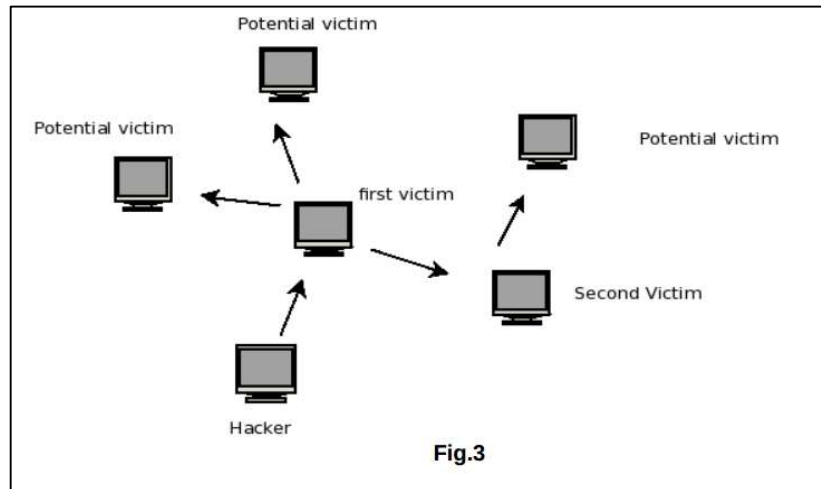 Potential victim
Potential victim
Potential victim
first victim
Second Victim
Hacker
Fig.3